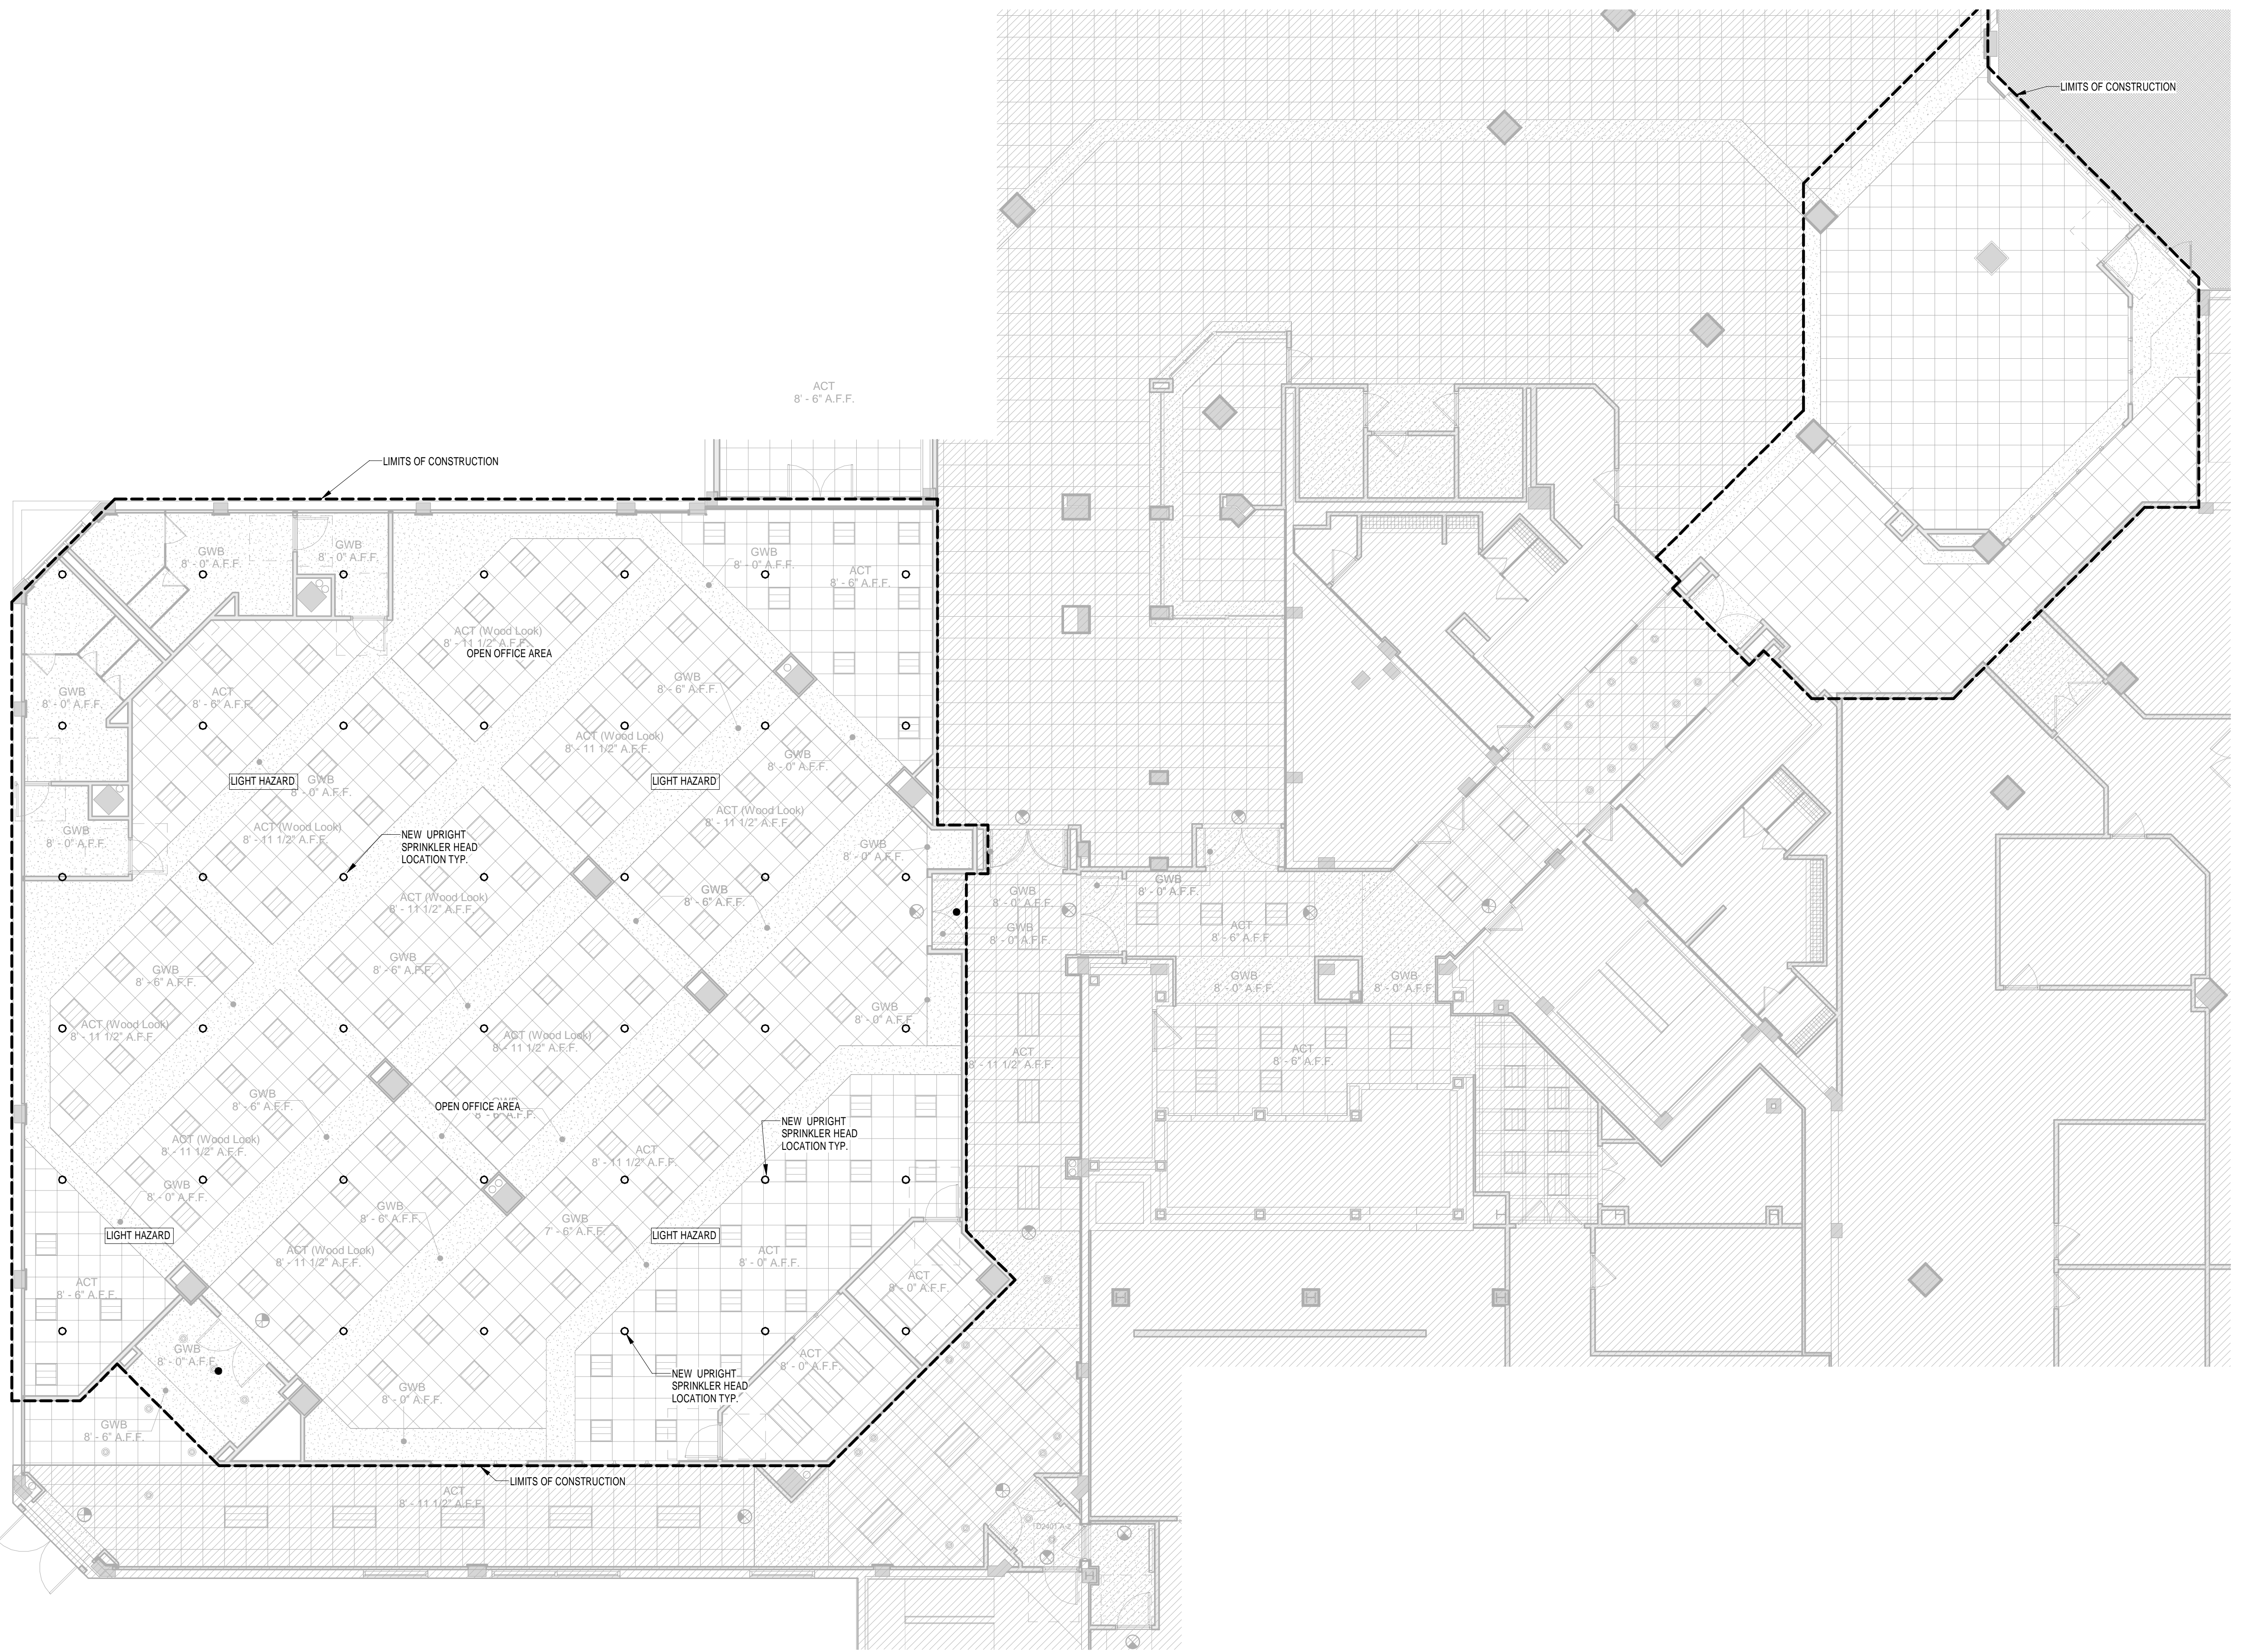 LIMITS OF CONSTRUCTION
ACT
8' - 6" A.F.F.
LIMITS OF CONSTRUCTION
GWB
8' - 0" A.F.F.
GWB
8' - 0" A.F.F.
GWB
8' - 0" A.F.F.
ACT
8' - 6" A.F.F.
ACT (Wood Look)
8' - 11 1/2" A.F.F.
OPEN OFFICE AREA
GWB
8' - 6" A.F.F.
GWB
8' - 0" A.F.F.
ACT
8' - 6" A.F.F.
ACT (Wood Look)
8' - 11 1/2" A.F.F.
GWB
8' - 0" A.F.F.
LIGHT HAZARD
GWB
8' - 0" A.F.F.
LIGHT HAZARD
ACT (Wood Look)
8' - 11 1/2" A.F.F.
ACT (Wood Look)
8' - 11 1/2" A.F.F.
GWB
8' - 0" A.F.F.
NEW UPRIGHT
SPRINKLER HEAD
LOCATION TYP.
GWB
8' - 0" A.F.F.
ACT (Wood Look)
8' - 11 1/2" A.F.F.
GWB
8' - 6" A.F.F.
GWB
8' - 0" A.F.F.
GWB
8' - 0" A.F.F.
GWB
8' - 0" A.F.F.
ACT
8' - 6" A.F.F.
GWB
8' - 6" A.F.F.
GWB
8' - 6" A.F.F.
GWB
8' - 0" A.F.F.
GWB
8' - 0" A.F.F.
GWB
8' - 0" A.F.F.
ACT (Wood Look)
8' - 11 1/2" A.F.F.
ACT (Wood Look)
8' - 11 1/2" A.F.F.
ACT
8' - 11 1/2" A.F.F.
ACT
8' - 6" A.F.F.
GWB
8' - 6" A.F.F.
OPEN OFFICE AREA
8' - 6" A.F.F.
NEW UPRIGHT
SPRINKLER HEAD
LOCATION TYP.
ACT (Wood Look)
8' - 11 1/2" A.F.F.
ACT
8' - 11 1/2" A.F.F.
GWB
8' - 0" A.F.F.
GWB
8' - 6" A.F.F.
GWB
7' - 6" A.F.F.
LIGHT HAZARD
LIGHT HAZARD
ACT (Wood Look)
8' - 11 1/2" A.F.F.
ACT
8' - 0" A.F.F.
ACT
8' - 6" A.F.F.
ACT
8' - 0" A.F.F.
GWB
8' - 0" A.F.F.
ACT
8' - 0" A.F.F.
NEW UPRIGHT
SPRINKLER HEAD
LOCATION TYP.
GWB
8' - 0" A.F.F.
GWB
8' - 6" A.F.F.
LIMITS OF CONSTRUCTION
ACT
8' - 11 1/2" A.F.F.
D2401 A-2